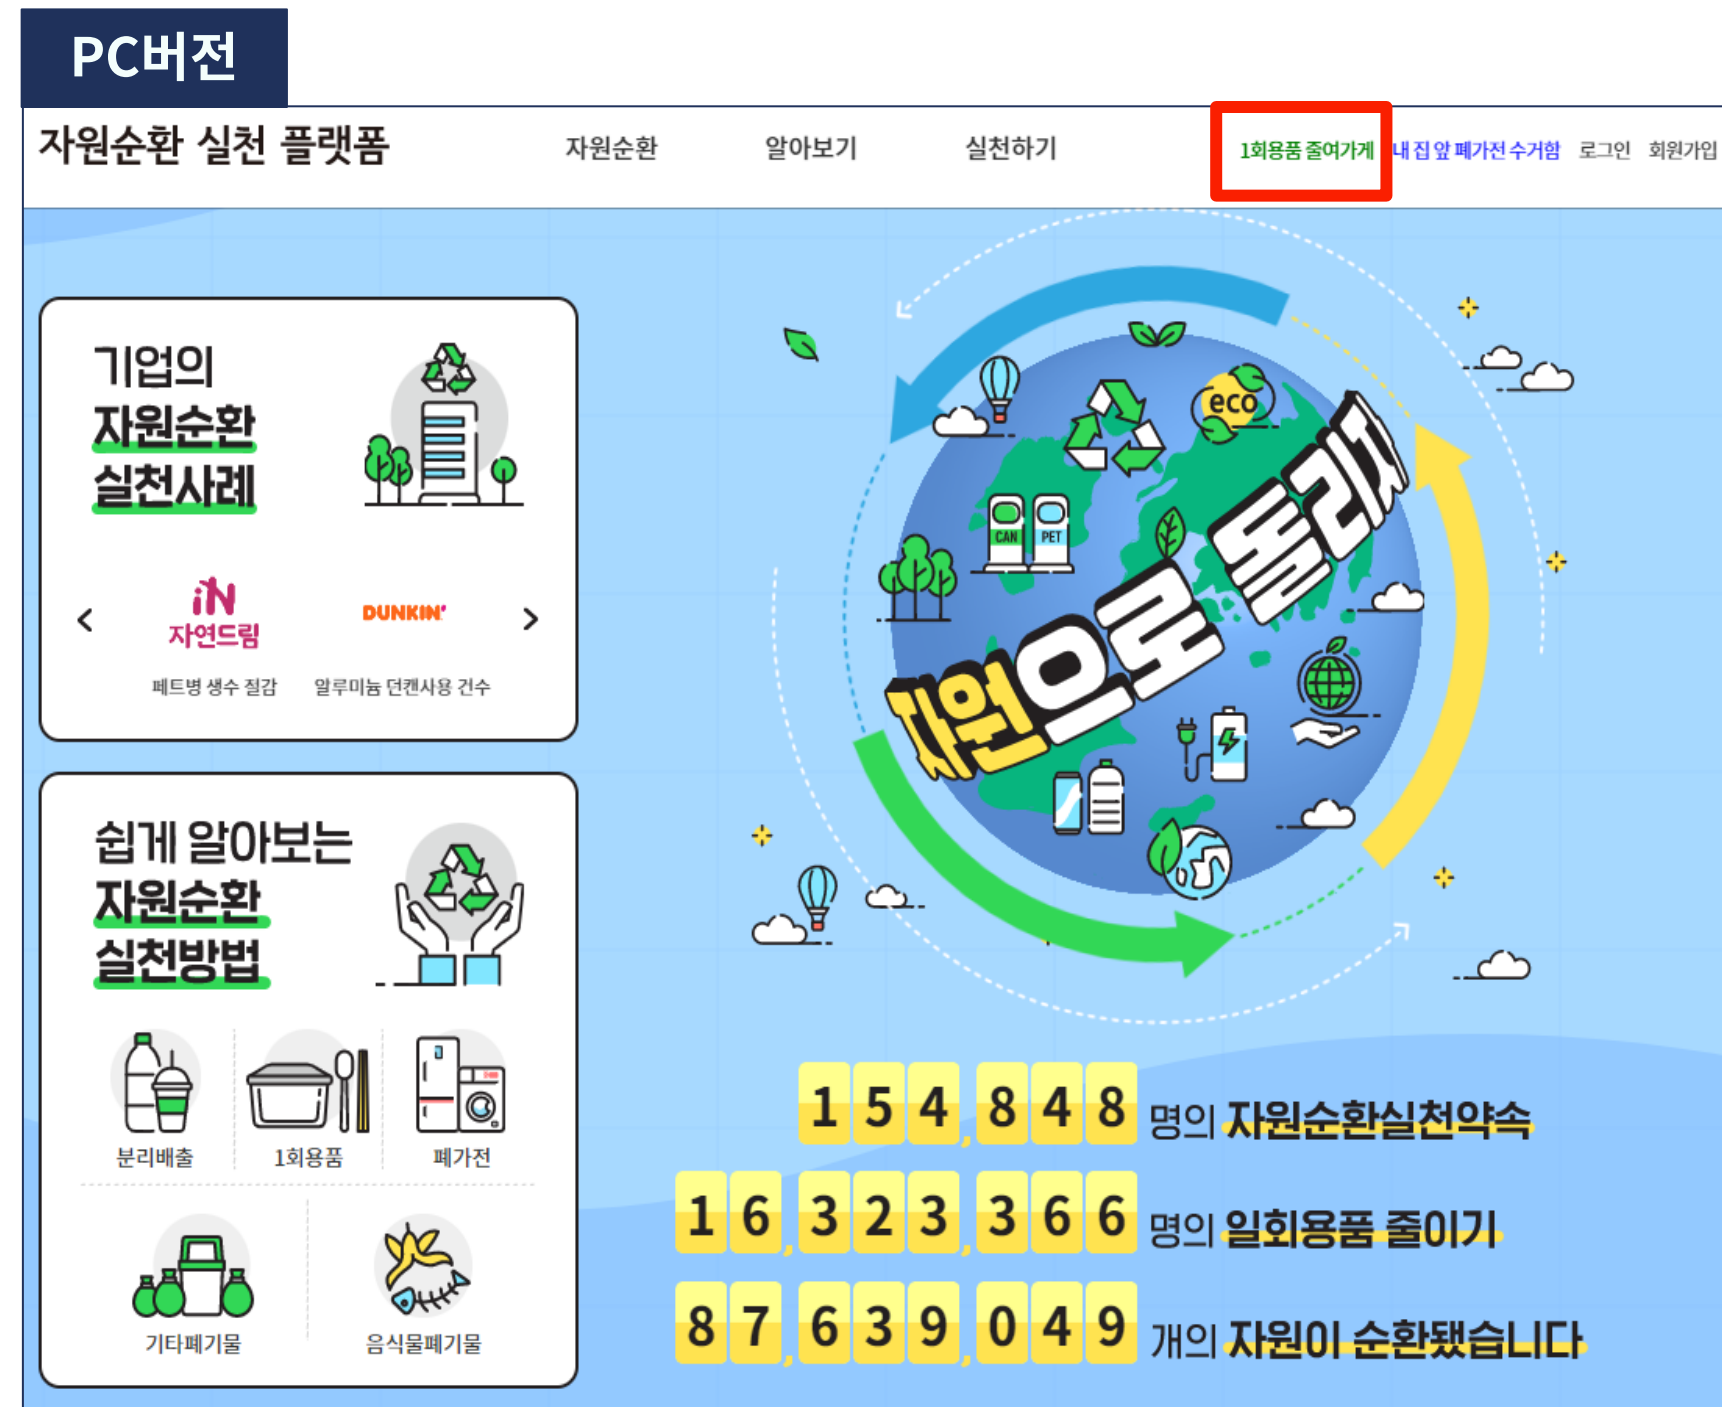 PC버전
자원순환 실천 플랫폼
자원순환
알아보기
실천하기
1회용품 줄여가게
내 집 앞 폐가전 수거함
로그인
회원가입
기업의
자원순환
실천사례
iN
자연드림
DUNKIN'
페트병 생수 절감
알루미늄 던캔사용 건수
eco
CAN
PET
자원으로 돌리자
쉽게 알아보는
자원순환
실천방법
분리배출
1회용품
폐가전
기타폐기물
음식물폐기물
154,848 명의 자원순환실천약속
16,323,366 명의 일회용품 줄이기
87,639,049 개의 자원이 순환됐습니다